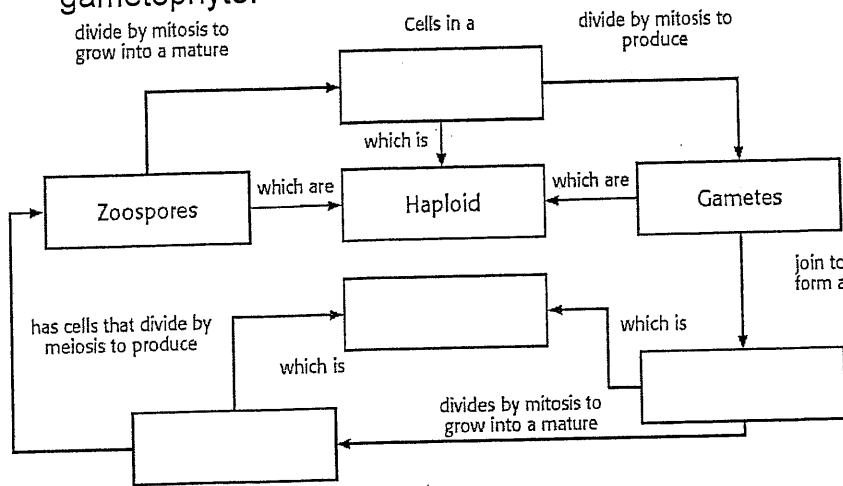 gametophyte.
divide by mitosis to
grow into a mature
Cells in a
divide by mitosis to
produce
which is
Zoospores
which are
Haploid
which are
Gametes
join to
form a
has cells that divide by
meiosis to produce
which is
which is
divides by mitosis to
grow into a mature